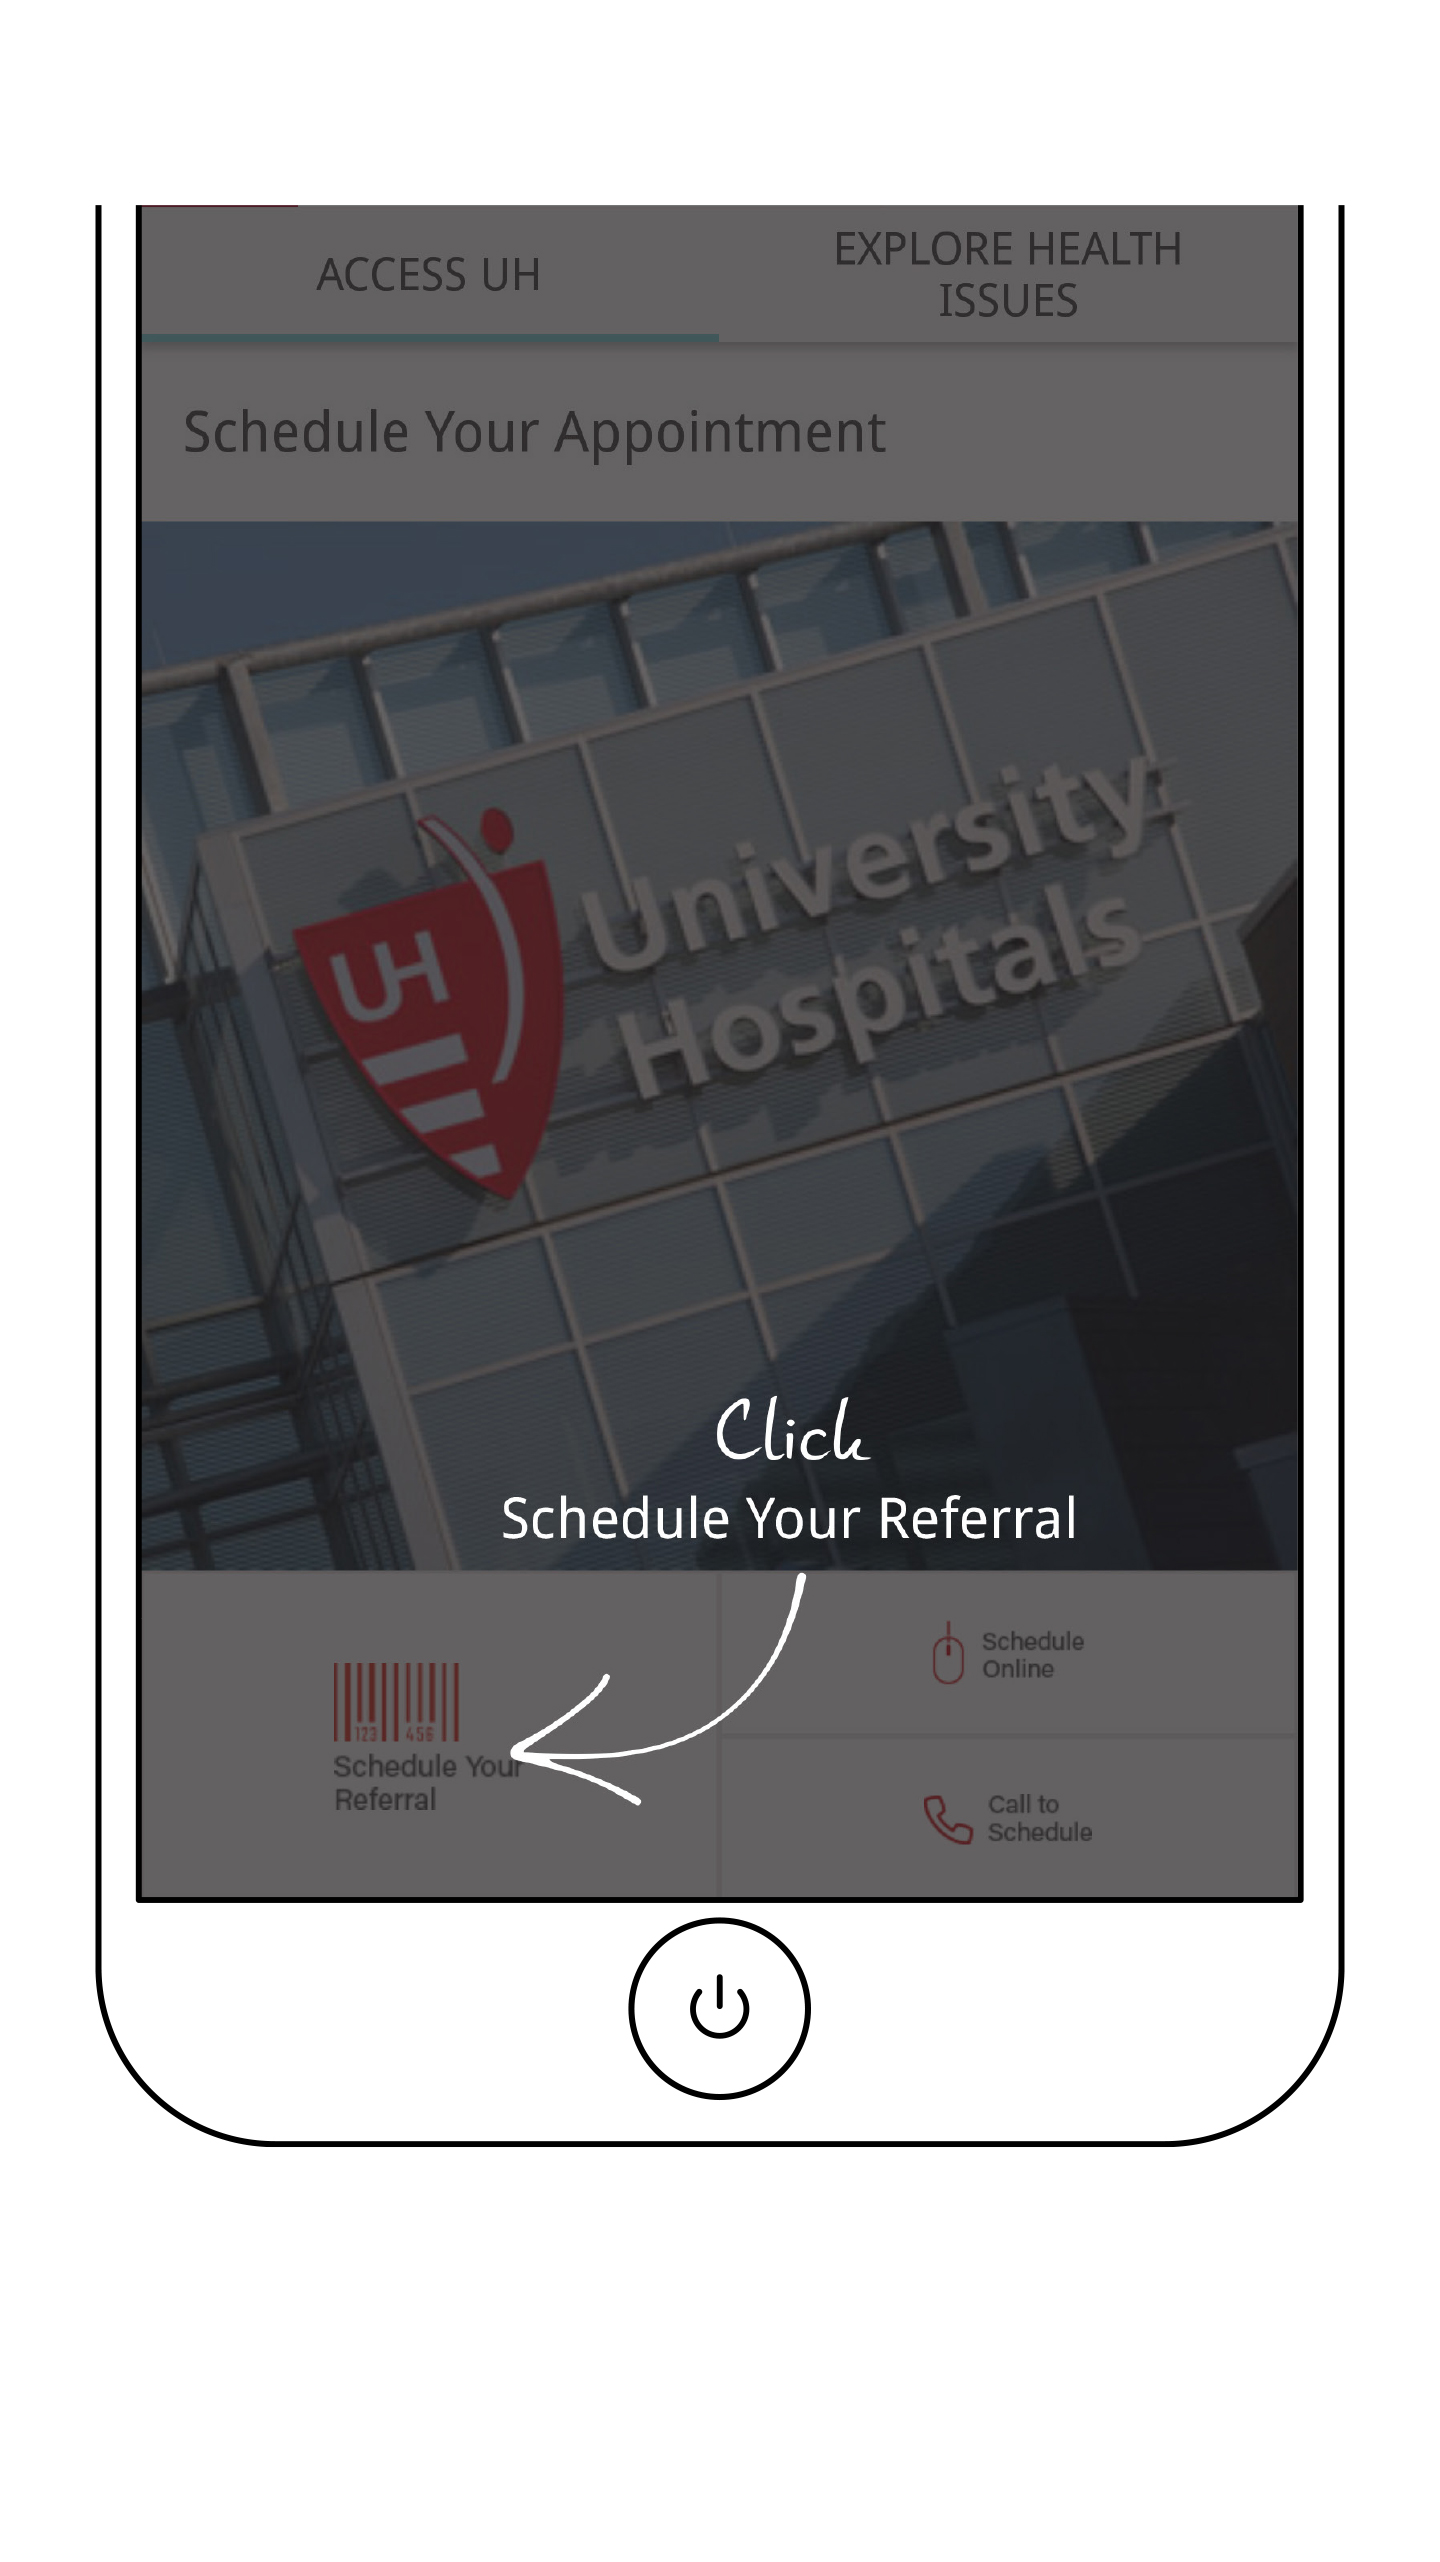 ACCESS UH
EXPLORE HEALTH
ISSUES
Schedule Your Appointment
UH
University
Hospitals
Click
Schedule Your Referral
123 456
Schedule Your
Referral
Schedule
Online
Call to
Schedule